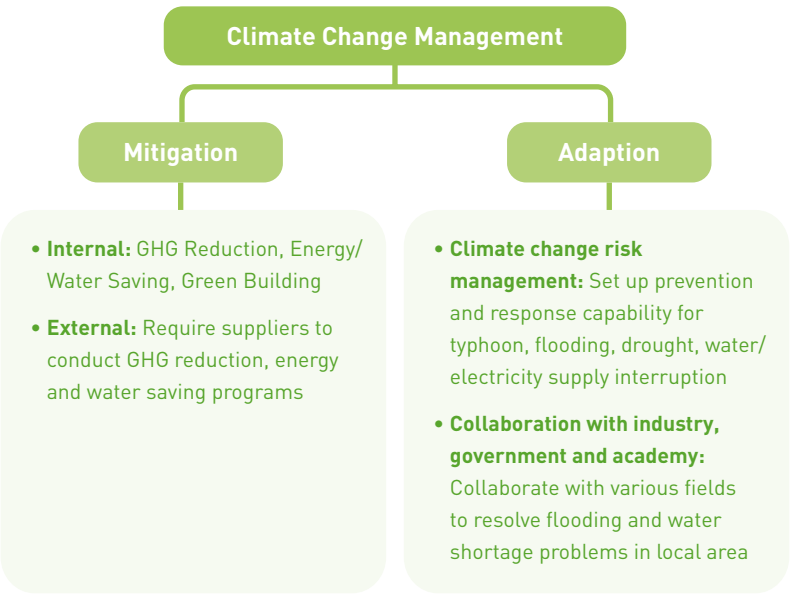 Climate Change Management
Mitigation
• Internal: GHG Reduction, Energy/
Water Saving, Green Building
• External: Require suppliers to
conduct GHG reduction, energy
and water saving programs
Adaption
• Climate change risk
management: Set up prevention
and response capability for
typhoon, flooding, drought, water/
electricity supply interruption
• Collaboration with industry,
government and academy:
Collaborate with various fields
to resolve flooding and water
shortage problems in local area